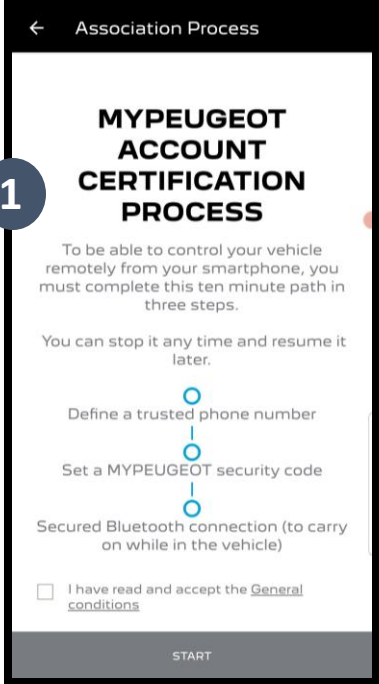 Association Process
MYPEUGEOT
ACCOUNT
CERTIFICATION
PROCESS
1
To be able to control your vehicle
remotely from your smartphone, you
must complete this ten minute path in
three steps.
You can stop it any time and resume it
later.
Define a trusted phone number
Set a MYPEUGEOT security code
Secured Bluetooth connection (to carry
on while in the vehicle)
I have read and accept the General
conditions
START